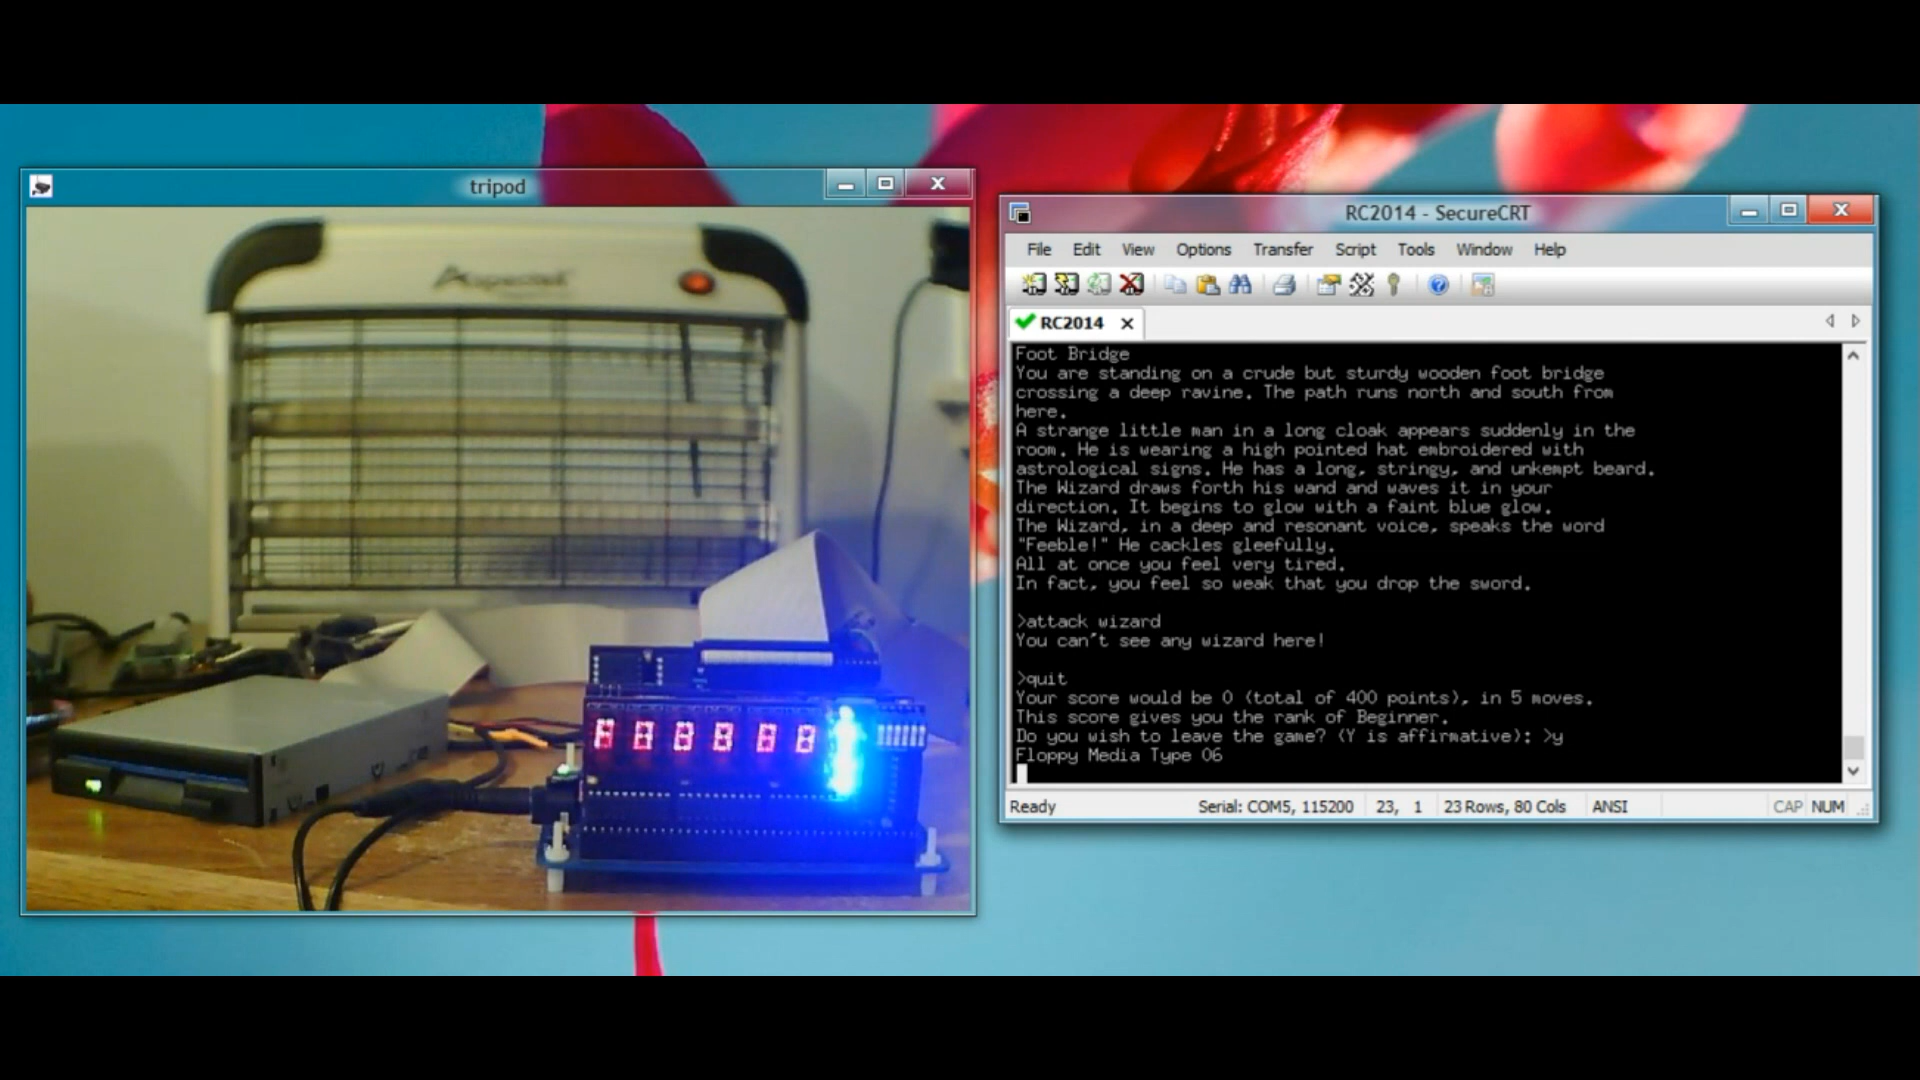 tripod
RC2014 - SecureCRT
File Edit View Options Transfer Script Tools Window Help
RC2014
Foot Bridge
You are standing on a crude but sturdy wooden foot bridge
crossing a deep ravine. The path runs north and south from
here.
A strange little man in a long cloak appears suddenly in the
room. He is wearing a high pointed hat embroidered with
astrological signs. He has a long, stringy, and unkempt beard.
The Wizard draws forth his wand and waves it in your
direction. It begins to glow with a faint blue glow.
The Wizard, in a deep and resonant voice, speaks the word
"Feeble!" He cackles gleefully.
All at once you feel very tired.
In fact, you feel so weak that you drop the sword.
>attack wizard
You can't see any wizard here!
>quit
Your score would be 0 (total of 400 points), in 5 moves.
This score gives you the rank of Beginner.
Do you wish to leave the game? (Y is affirmative): >y
Floppy Media Type 06
Ready Serial: COM5, 115200 23, 1 23 Rows, 80 Cols ANSI CAP NUM